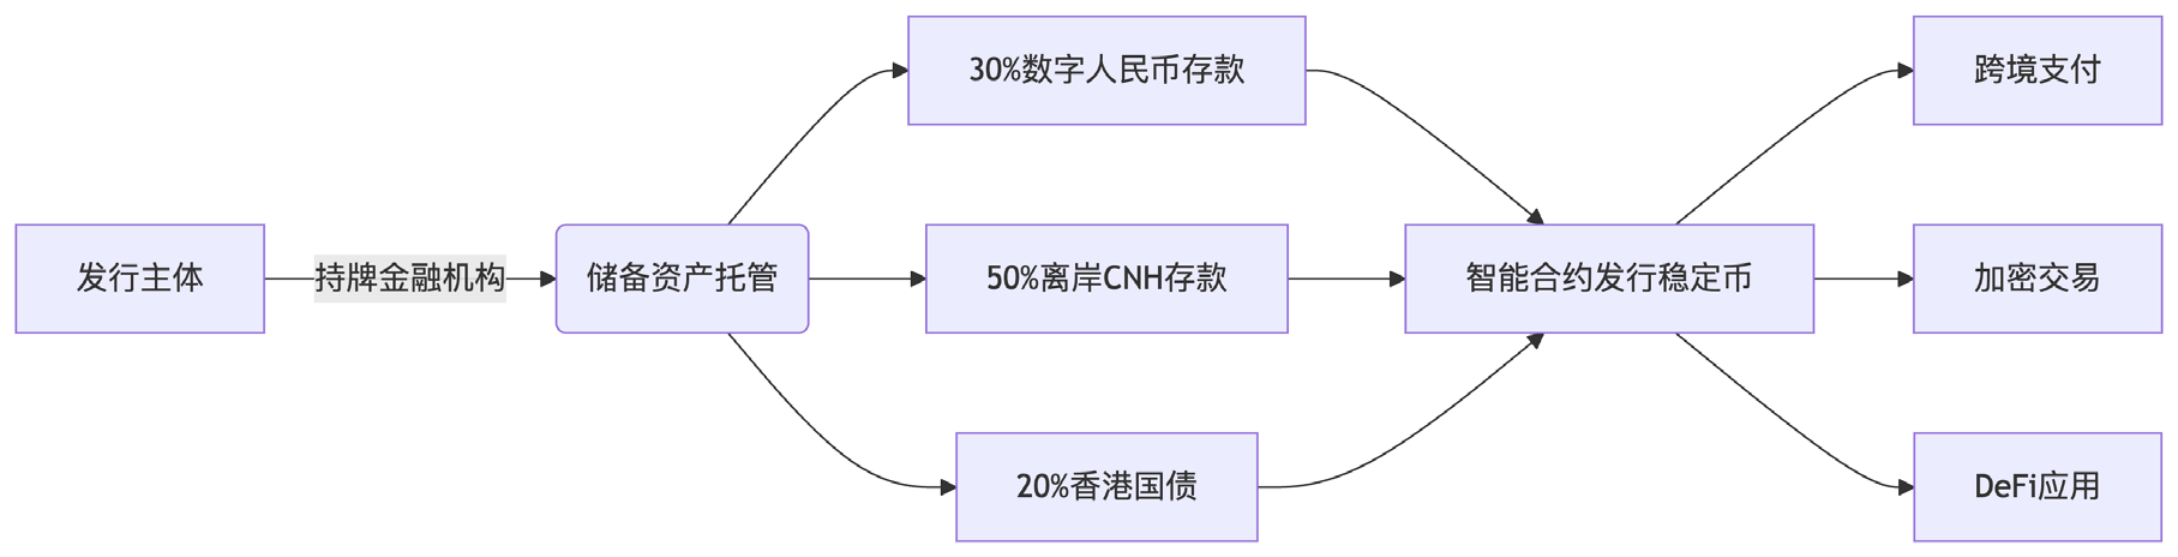 发行主体
持牌金融机构
储备资产托管
30%数字人民币存款
50%离岸CNH存款
20%香港国债
智能合约发行稳定币
跨境支付
加密交易
DeFi应用